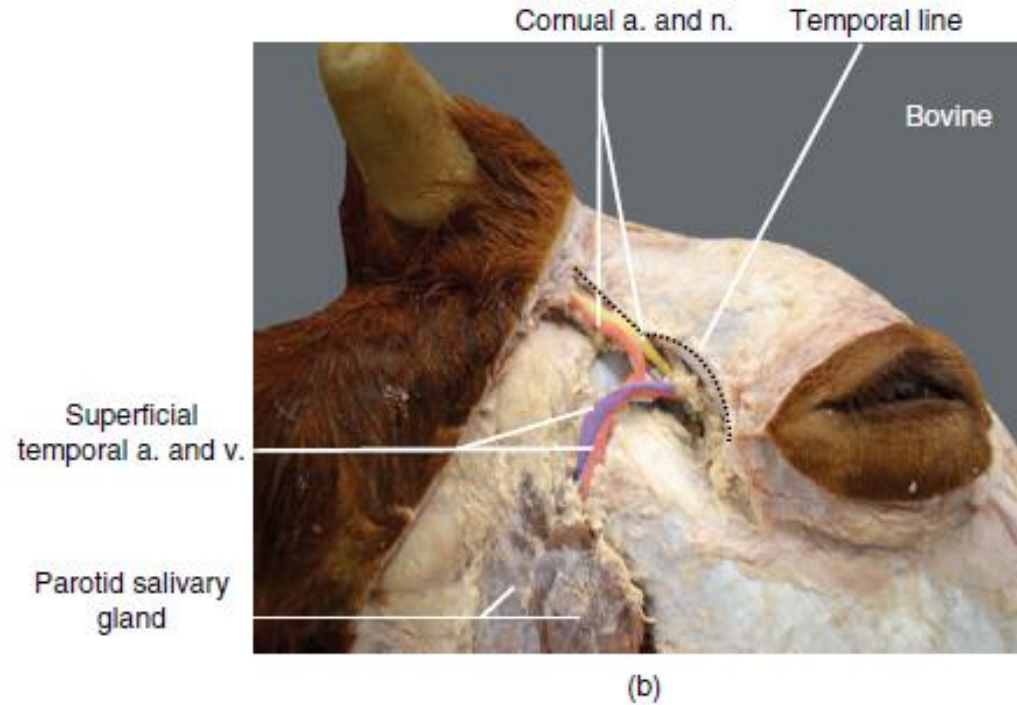 Cornual a. and n.
Temporal line
Bovine
Superficial
temporal a. and v.
Parotid salivary
gland
(b)